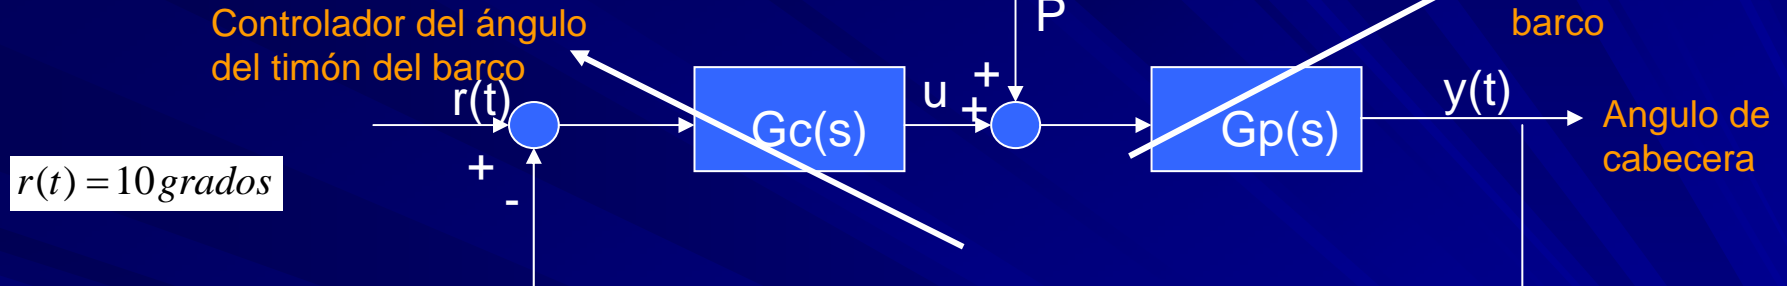 Controlador del ángulo
del timón del barco
P
barco
r(t)
+
-
Gc(s)
u
+
+
Gp(s)
y(t)
Angulo de
cabecera
r(t) = 10 grados